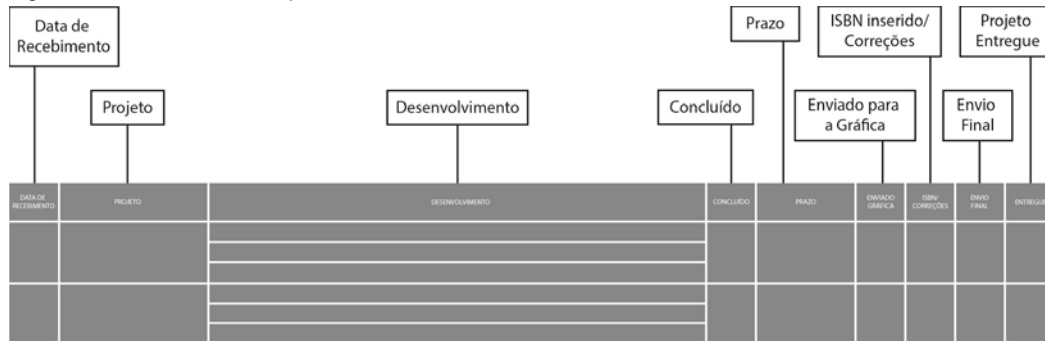 Data de
Recebimento
Projeto
Desenvolvimento
Concluído
Prazo
Enviado para
a Gráfica
ISBN inserido/
Correções
Envio
Final
Projeto
Entregue
DATA DE
RECEBIMENTO
PROJETO
DESENVOLVIMENTO
CONCLUÍDO
PRAZO
ENVIADO
GRÁFICA
ISBN/
CORREÇÕES
ENVIO
FINAL
ENTREGUE